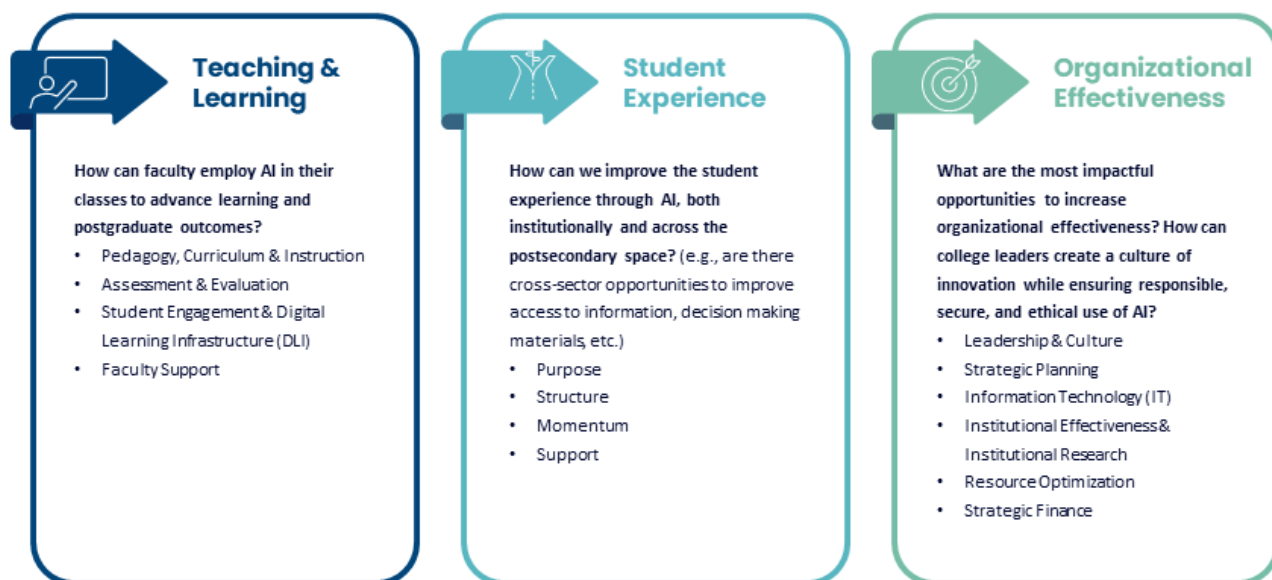 Teaching &
Learning
How can faculty employ AI in their
classes to advance learning and
postgraduate outcomes?
• Pedagogy, Curriculum & Instruction
• Assessment & Evaluation
• Student Engagement & Digital
Learning Infrastructure (DLI)
• Faculty Support
Student
Experience
How can we improve the student
experience through AI, both
institutionally and across the
postsecondary space? (e.g., are there
cross-sector opportunities to improve
access to information, decision making
materials, etc.)
• Purpose
• Structure
• Momentum
• Support
Organizational
Effectiveness
What are the most impactful
opportunities to increase
organizational effectiveness? How can
college leaders create a culture of
innovation while ensuring responsible,
secure, and ethical use of AI?
• Leadership & Culture
• Strategic Planning
• Information Technology (IT)
• Institutional Effectiveness &
Institutional Research
• Resource Optimization
• Strategic Finance